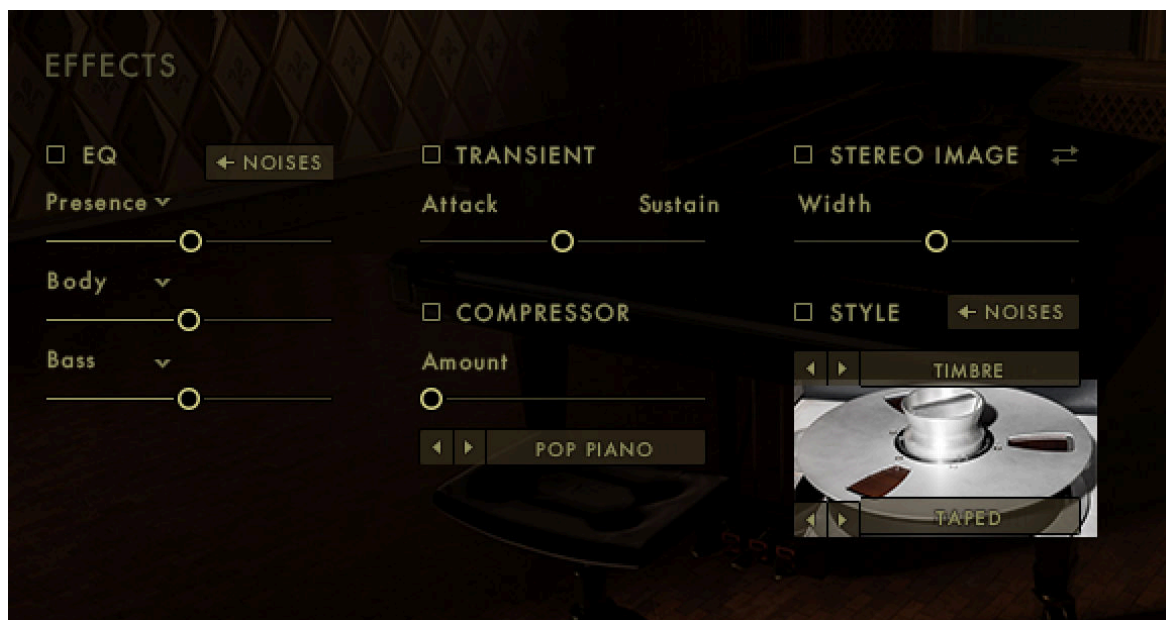 EFFECTS
EQ
NOISES
Presence
Body
Bass
TRANSIENT
Attack Sustain
COMPRESSOR
Amount
POP PIANO
STEREO IMAGE
Width
STYLE
NOISES
TIMBRE
TAPED